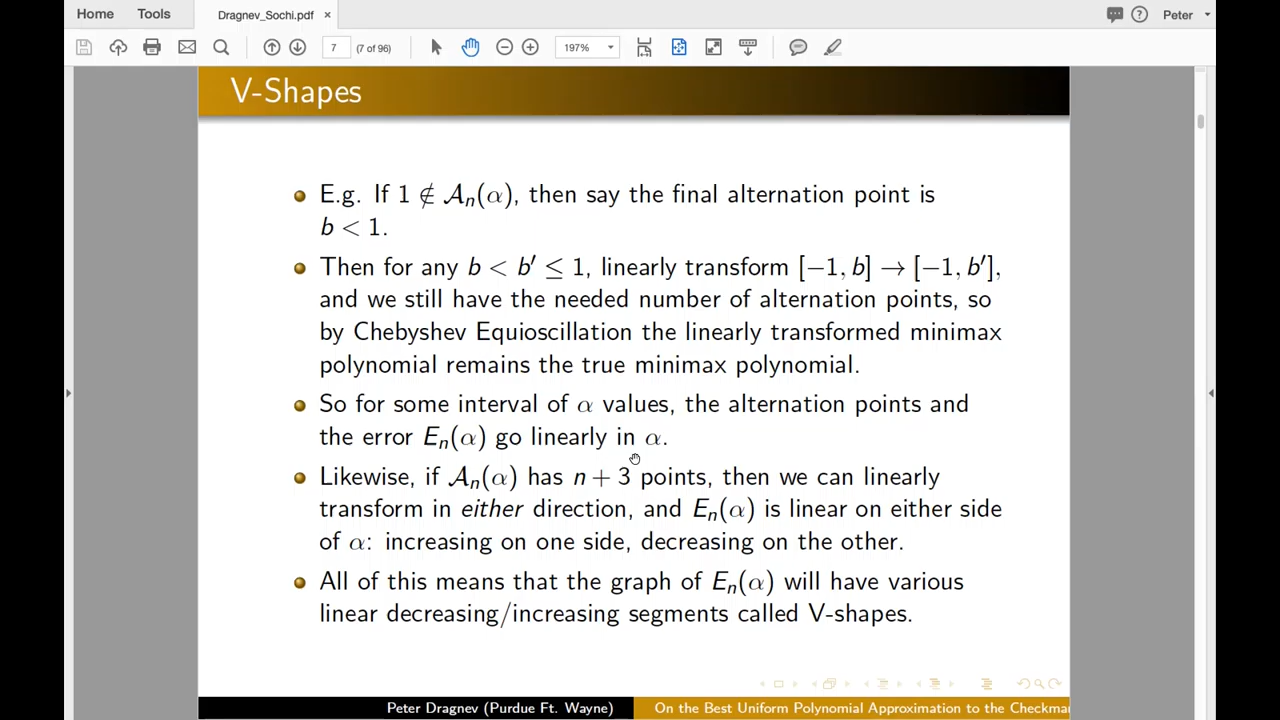 Home Tools Dragnev_Sochi.pdf × Peter
7 (7 of 96) 197%
V-Shapes
E.g. If 1 ∉ 𝒜ₙ(α), then say the final alternation point is
b < 1.
Then for any b < b′ ≤ 1, linearly transform [−1, b] → [−1, b′],
and we still have the needed number of alternation points, so
by Chebyshev Equioscillation the linearly transformed minimax
polynomial remains the true minimax polynomial.
So for some interval of α values, the alternation points and
the error Eₙ(α) go linearly in α.
Likewise, if 𝒜ₙ(α) has n + 3 points, then we can linearly
transform in either direction, and Eₙ(α) is linear on either side
of α: increasing on one side, decreasing on the other.
All of this means that the graph of Eₙ(α) will have various
linear decreasing/increasing segments called V-shapes.
Peter Dragnev (Purdue Ft. Wayne) On the Best Uniform Polynomial Approximation to the Checkma